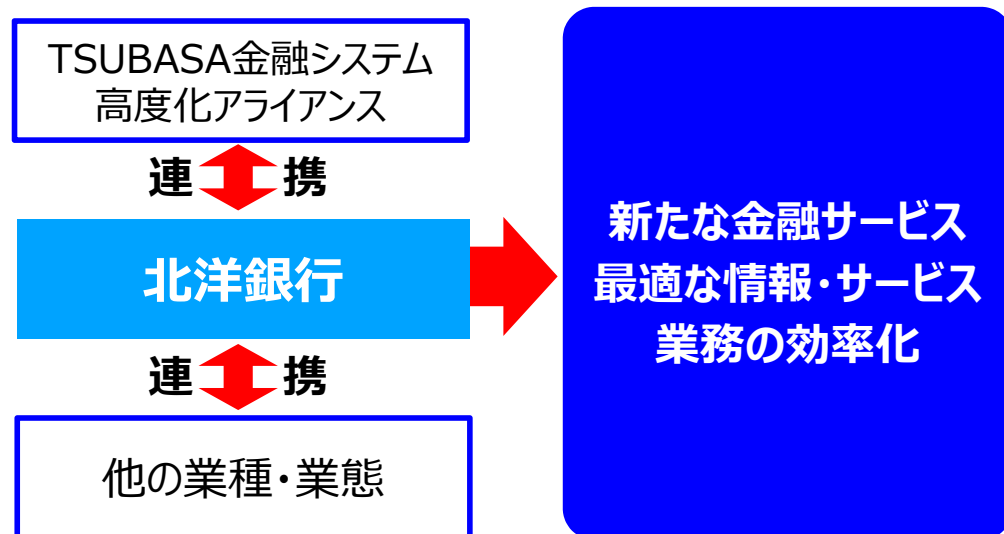 TSUBASA金融システム
高度化アライアンス
連携
北洋銀行
連携
他の業種・業態
新たな金融サービス
最適な情報・サービス
業務の効率化